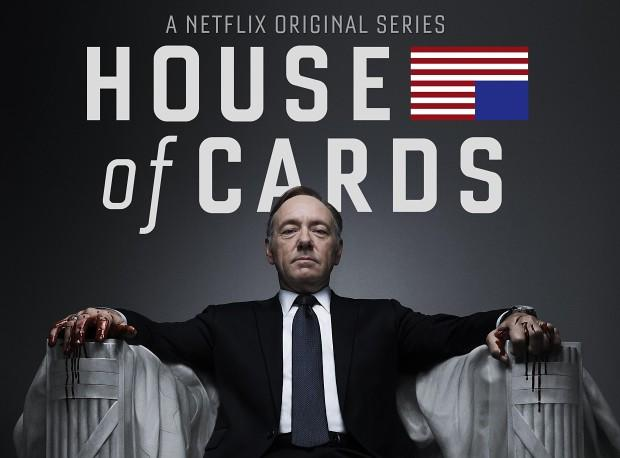 A NETFLIX ORIGINAL SERIES
HOUSE
of CARDS